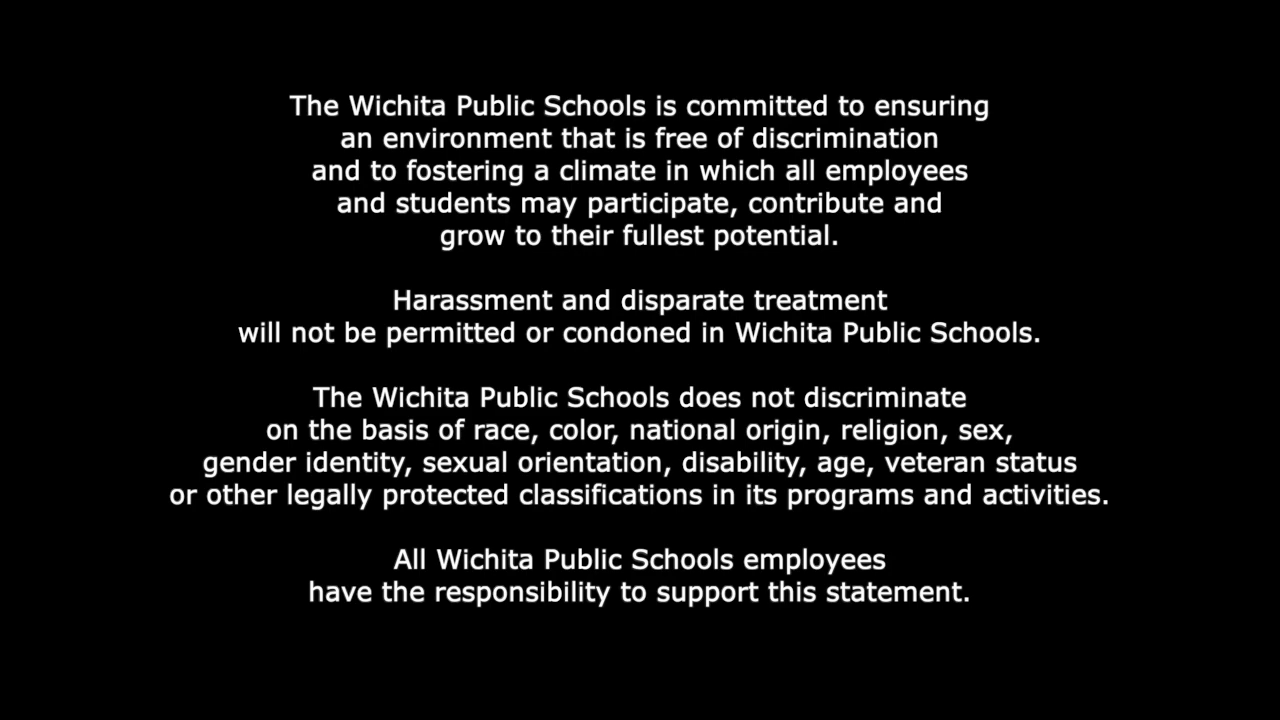 The Wichita Public Schools is committed to ensuring
an environment that is free of discrimination
and to fostering a climate in which all employees
and students may participate, contribute and
grow to their fullest potential.
Harassment and disparate treatment
will not be permitted or condoned in Wichita Public Schools.
The Wichita Public Schools does not discriminate
on the basis of race, color, national origin, religion, sex,
gender identity, sexual orientation, disability, age, veteran status
or other legally protected classifications in its programs and activities.
All Wichita Public Schools employees
have the responsibility to support this statement.